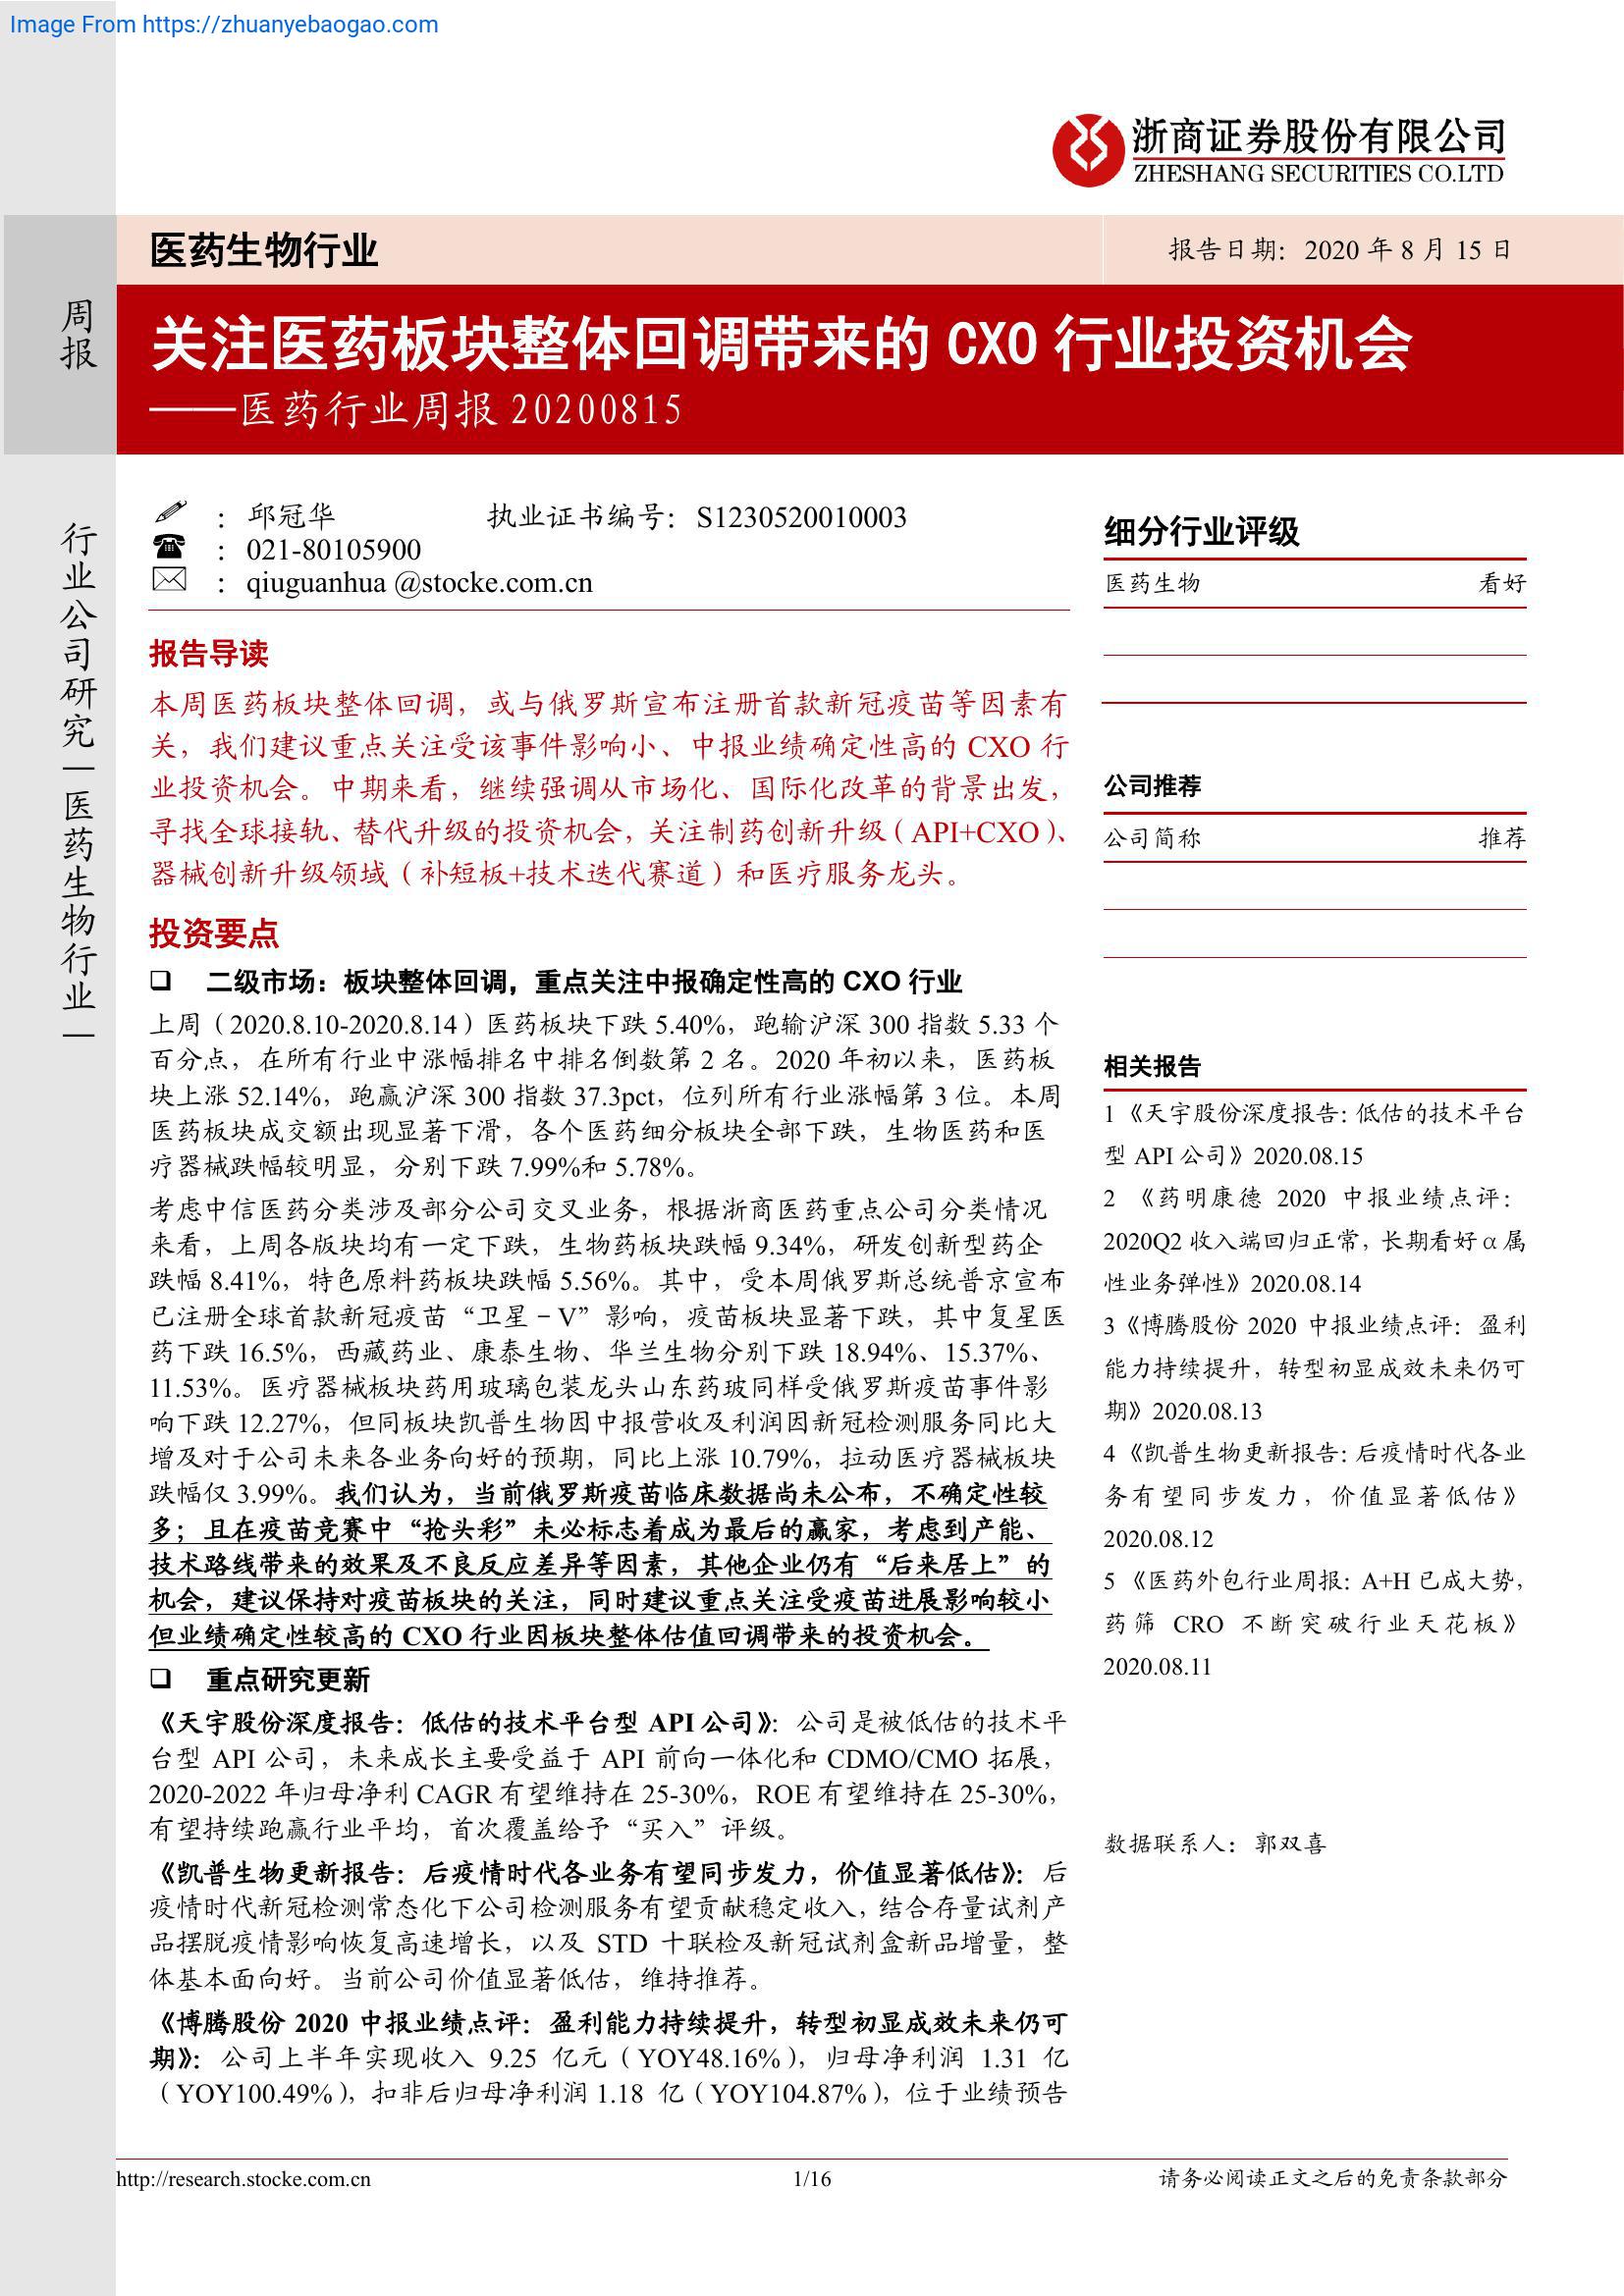 Image From https://zhuanyebaogao.com
浙商证券股份有限公司
ZHESHANG SECURITIES CO.LTD
医药生物行业
报告日期：2020 年 8 月 15 日
周报
关注医药板块整体回调带来的 CXO 行业投资机会
——医药行业周报 20200815
行业公司研究｜医药生物行业｜
： 邱冠华 执业证书编号：S1230520010003
： 021-80105900
： qiuguanhua @stocke.com.cn
报告导读
本周医药板块整体回调，或与俄罗斯宣布注册首款新冠疫苗等因素有
关，我们建议重点关注受该事件影响小、中报业绩确定性高的 CXO 行
业投资机会。中期来看，继续强调从市场化、国际化改革的背景出发，
寻找全球接轨、替代升级的投资机会，关注制药创新升级（API+CXO）、
器械创新升级领域（补短板+技术迭代赛道）和医疗服务龙头。
投资要点
❑ 二级市场：板块整体回调，重点关注中报确定性高的 CXO 行业
上周（2020.8.10-2020.8.14）医药板块下跌 5.40%，跑输沪深 300 指数 5.33 个
百分点，在所有行业中涨幅排名中排名倒数第 2 名。2020 年初以来，医药板
块上涨 52.14%，跑赢沪深 300 指数 37.3pct，位列所有行业涨幅第 3 位。本周
医药板块成交额出现显著下滑，各个医药细分板块全部下跌，生物医药和医
疗器械跌幅较明显，分别下跌 7.99%和 5.78%。
考虑中信医药分类涉及部分公司交叉业务，根据浙商医药重点公司分类情况
来看，上周各版块均有一定下跌，生物药板块跌幅 9.34%，研发创新型药企
跌幅 8.41%，特色原料药板块跌幅 5.56%。其中，受本周俄罗斯总统普京宣布
已注册全球首款新冠疫苗“卫星－V”影响，疫苗板块显著下跌，其中复星医
药下跌 16.5%，西藏药业、康泰生物、华兰生物分别下跌 18.94%、15.37%、
11.53%。医疗器械板块药用玻璃包装龙头山东药玻同样受俄罗斯疫苗事件影
响下跌 12.27%，但同板块凯普生物因中报营收及利润因新冠检测服务同比大
增及对于公司未来各业务向好的预期，同比上涨 10.79%，拉动医疗器械板块
跌幅仅 3.99%。我们认为，当前俄罗斯疫苗临床数据尚未公布，不确定性较
多；且在疫苗竞赛中“抢头彩”未必标志着成为最后的赢家，考虑到产能、
技术路线带来的效果及不良反应差异等因素，其他企业仍有“后来居上”的
机会，建议保持对疫苗板块的关注，同时建议重点关注受疫苗进展影响较小
但业绩确定性较高的 CXO 行业因板块整体估值回调带来的投资机会。
❑ 重点研究更新
《天宇股份深度报告：低估的技术平台型 API 公司》：公司是被低估的技术平
台型 API 公司，未来成长主要受益于 API 前向一体化和 CDMO/CMO 拓展，
2020-2022 年归母净利 CAGR 有望维持在 25-30%，ROE 有望维持在 25-30%，
有望持续跑赢行业平均，首次覆盖给予“买入”评级。
《凯普生物更新报告：后疫情时代各业务有望同步发力，价值显著低估》：后
疫情时代新冠检测常态化下公司检测服务有望贡献稳定收入，结合存量试剂产
品摆脱疫情影响恢复高速增长，以及 STD 十联检及新冠试剂盒新品增量，整
体基本面向好。当前公司价值显著低估，维持推荐。
《博腾股份 2020 中报业绩点评：盈利能力持续提升，转型初显成效未来仍可
期》：公司上半年实现收入 9.25 亿元（YOY48.16%），归母净利润 1.31 亿
（YOY100.49%），扣非后归母净利润 1.18 亿（YOY104.87%），位于业绩预告
细分行业评级
医药生物 看好
公司推荐
公司简称 推荐
相关报告
1《天宇股份深度报告：低估的技术平台
型 API 公司》2020.08.15
2 《药明康德 2020 中报业绩点评：
2020Q2 收入端回归正常，长期看好 α 属
性业务弹性》2020.08.14
3《博腾股份 2020 中报业绩点评：盈利
能力持续提升，转型初显成效未来仍可
期》2020.08.13
4《凯普生物更新报告：后疫情时代各业
务有望同步发力，价值显著低估》
2020.08.12
5《医药外包行业周报：A+H 已成大势，
药筛 CRO 不断突破行业天花板》
2020.08.11
数据联系人：郭双喜
http://research.stocke.com.cn
1/16
请务必阅读正文之后的免责条款部分